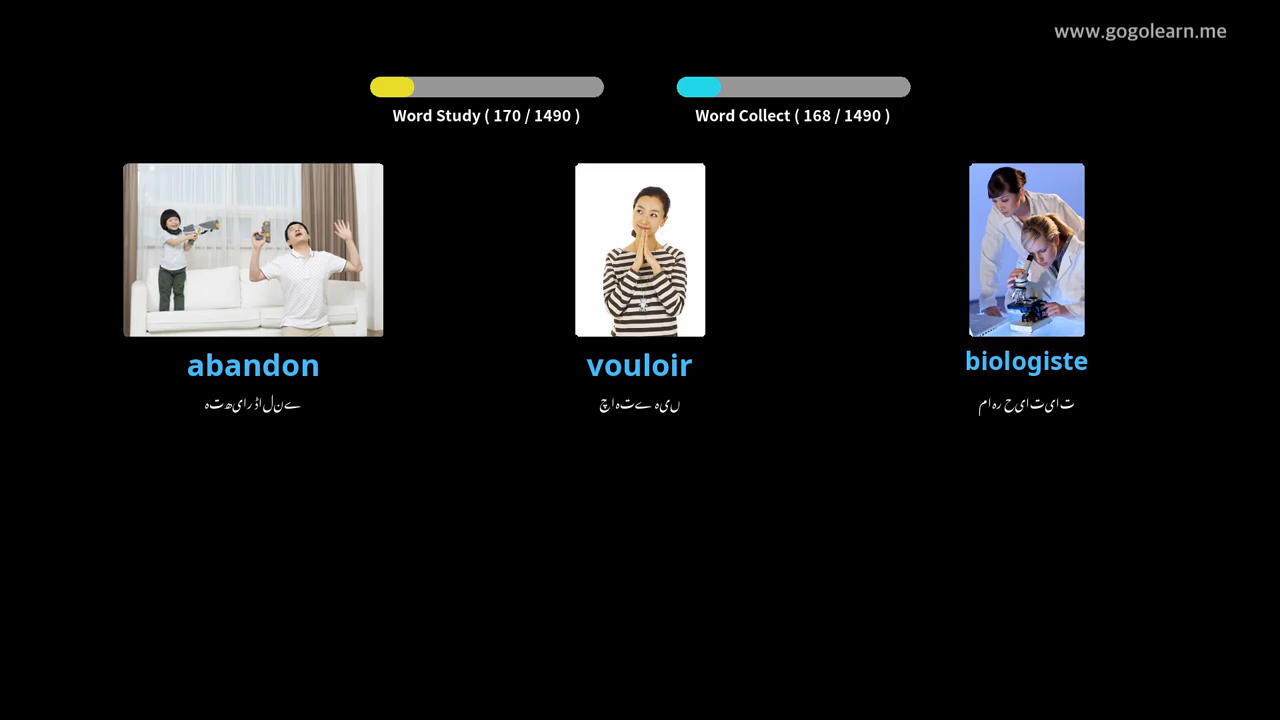 www.gogolearn.me
Word Study ( 170 / 1490 )
Word Collect ( 168 / 1490 )
abandon
vouloir
biologiste
ہتھیار ڈالنے
چاہتے ہیں
ماہر حیاتیات